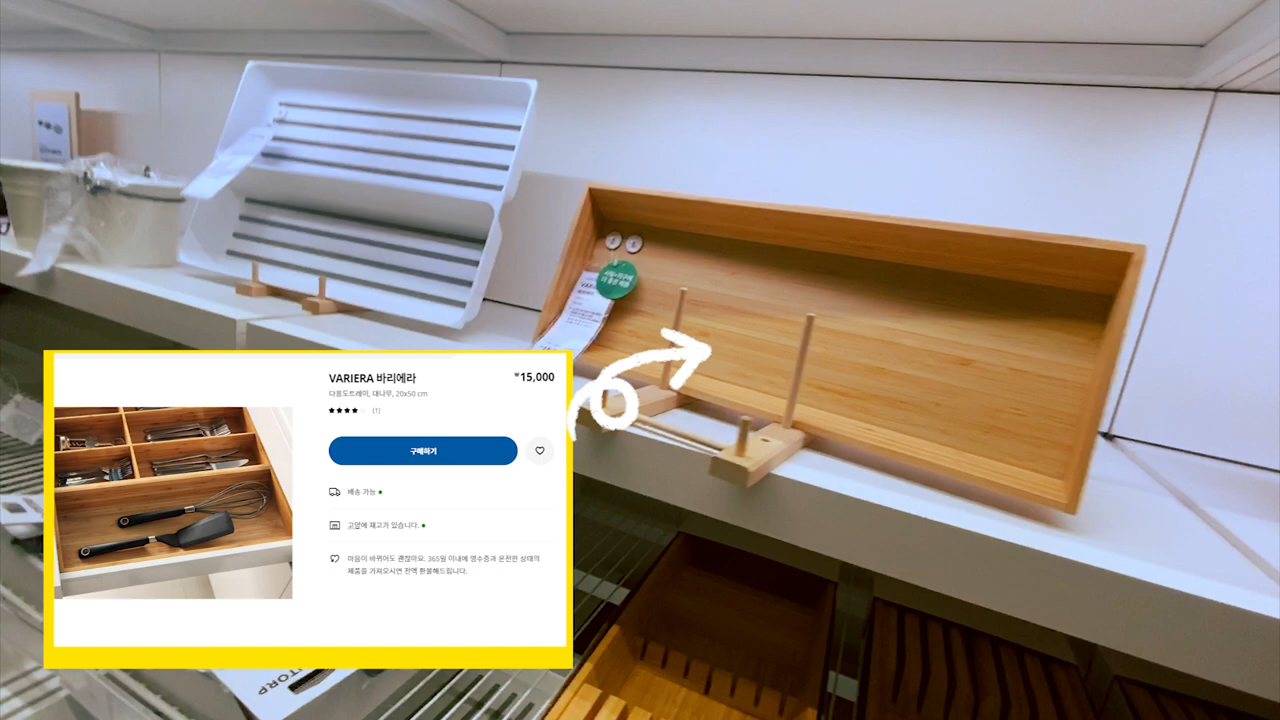 VARIERA 바리에라
₩15,000
다용도트레이, 대나무, 20x50 cm
(1)
구매하기
배송 가능
고양에 재고가 있습니다.
마음이 바뀌어도 괜찮아요. 365일 이내에 영수증과 온전한 상태의
제품을 가져오시면 전액 환불해드립니다.
TORP